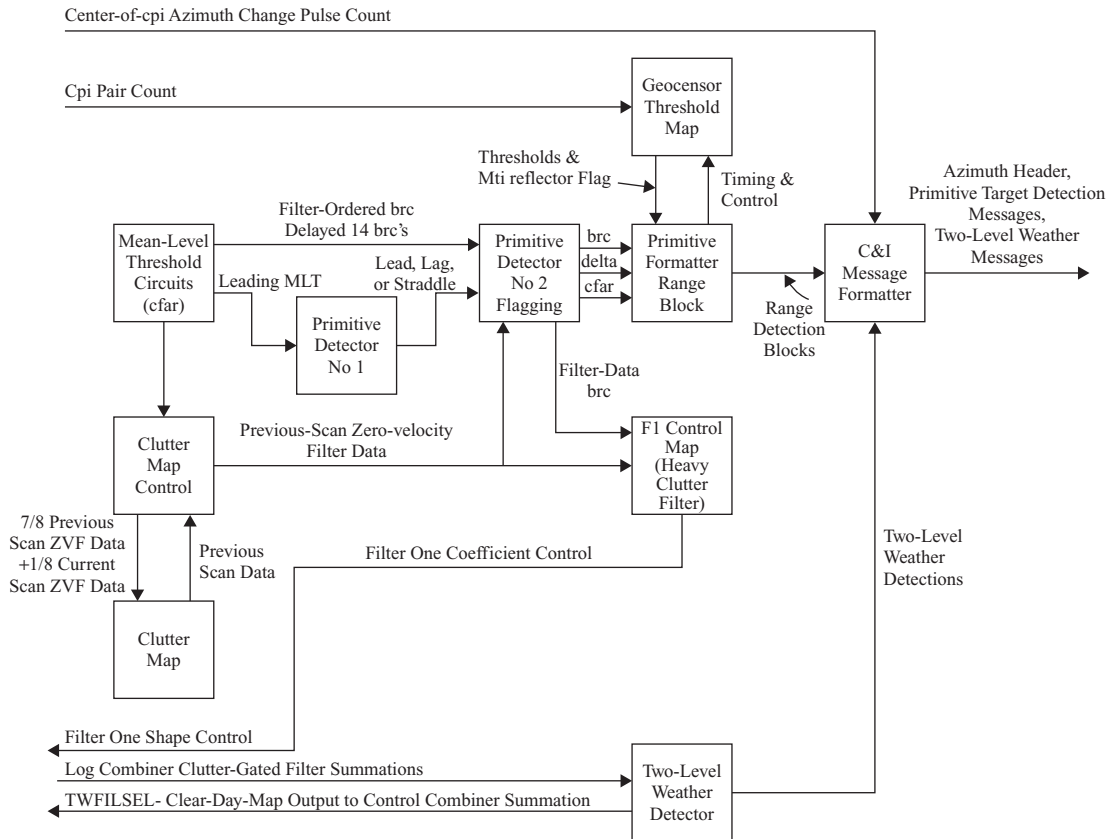 Center-of-cpi Azimuth Change Pulse Count
Cpi Pair Count
Geocensor
Threshold
Map
Thresholds &
Mti reflector Flag
Timing &
Control
Azimuth Header,
Primitive Target Detection
Messages,
Two-Level Weather
Messages
Filter-Ordered brc
Delayed 14 brc's
Mean-Level
Threshold
Circuits
(cfar)
Leading MLT
Primitive
Detector
No 1
Lead, Lag,
or Straddle
Primitive
Detector
No 2
Flagging
brc
delta
cfar
Primitive
Formatter
Range
Block
C&I
Message
Formatter
Range
Detection
Blocks
Filter-Data
brc
Clutter
Map
Control
Previous-Scan Zero-velocity
Filter Data
F1 Control
Map
(Heavy
Clutter
Filter)
7/8 Previous
Scan ZVF Data
+1/8 Current
Scan ZVF Data
Previous
Scan Data
Filter One Coefficient Control
Two-Level
Weather
Detections
Clutter
Map
Filter One Shape Control
Log Combiner Clutter-Gated Filter Summations
TWFILSEL- Clear-Day-Map Output to Control Combiner Summation
Two-Level
Weather
Detector